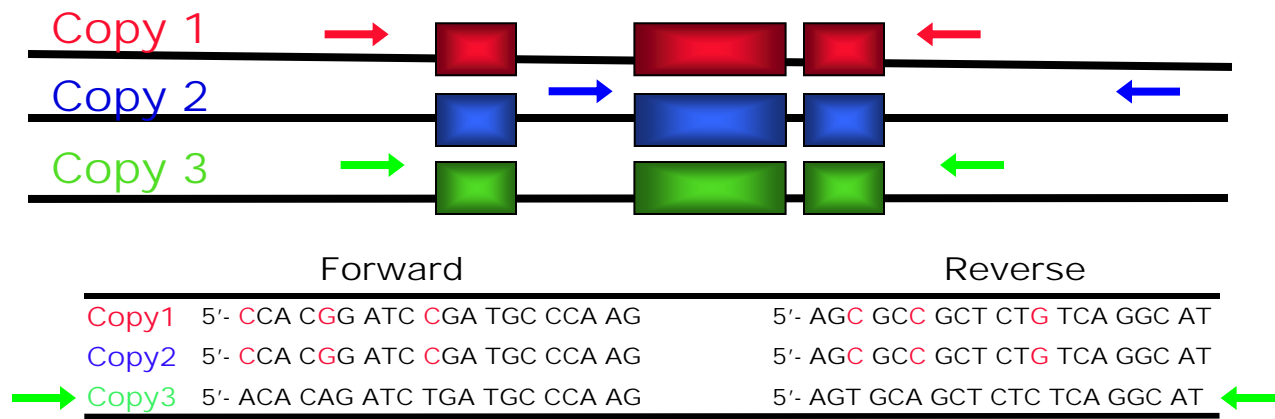 Copy 1
Copy 2
Copy 3
Forward Reverse
Copy1 5'- CCA CGG ATC CGA TGC CCA AG 5'- AGC GCC GCT CTG TCA GGC AT
Copy2 5'- CCA CGG ATC CGA TGC CCA AG 5'- AGC GCC GCT CTG TCA GGC AT
Copy3 5'- ACA CAG ATC TGA TGC CCA AG 5'- AGT GCA GCT CTC TCA GGC AT